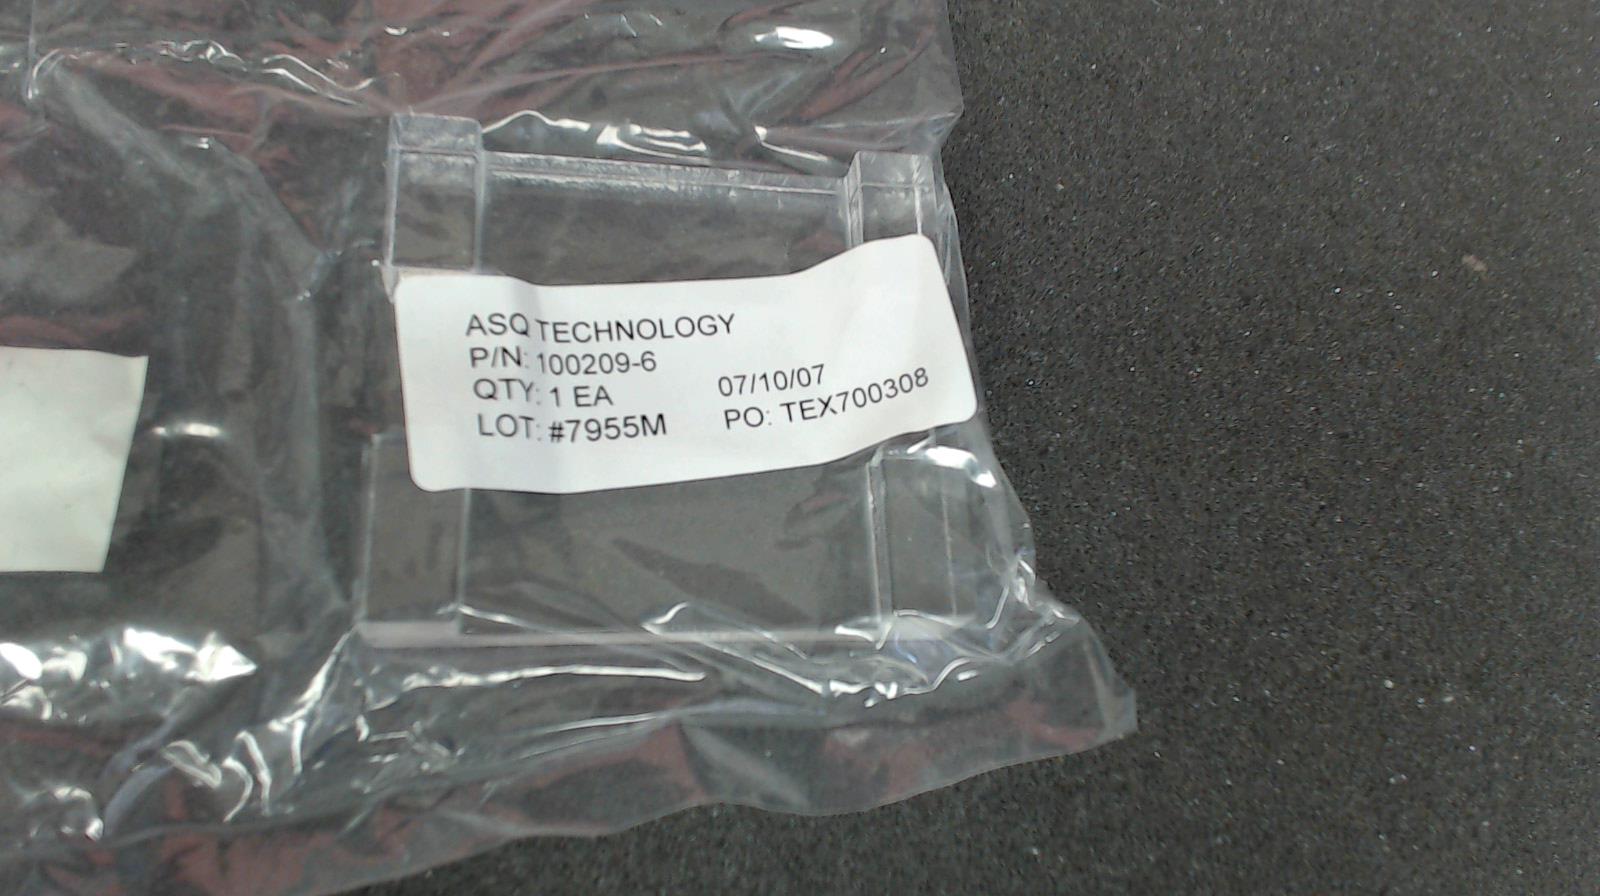 ASQ TECHNOLOGY
P/N: 100209-6
QTY: 1 EA 07/10/07
LOT: #7955M PO: TEX700308